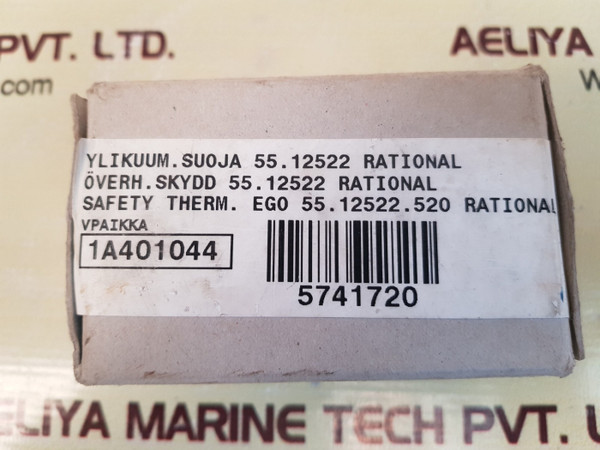 PVT. LTD.
AELIYA
com
W
YLIKUUM.SUOJA 55.12522 RATIONAL
ÖVERH.SKYDD 55.12522 RATIONAL
SAFETY THERM. EGO 55.12522.520 RATIONAL
VPAIKKA
1A401044
5741720
AELIYA MARINE TECH PVT.